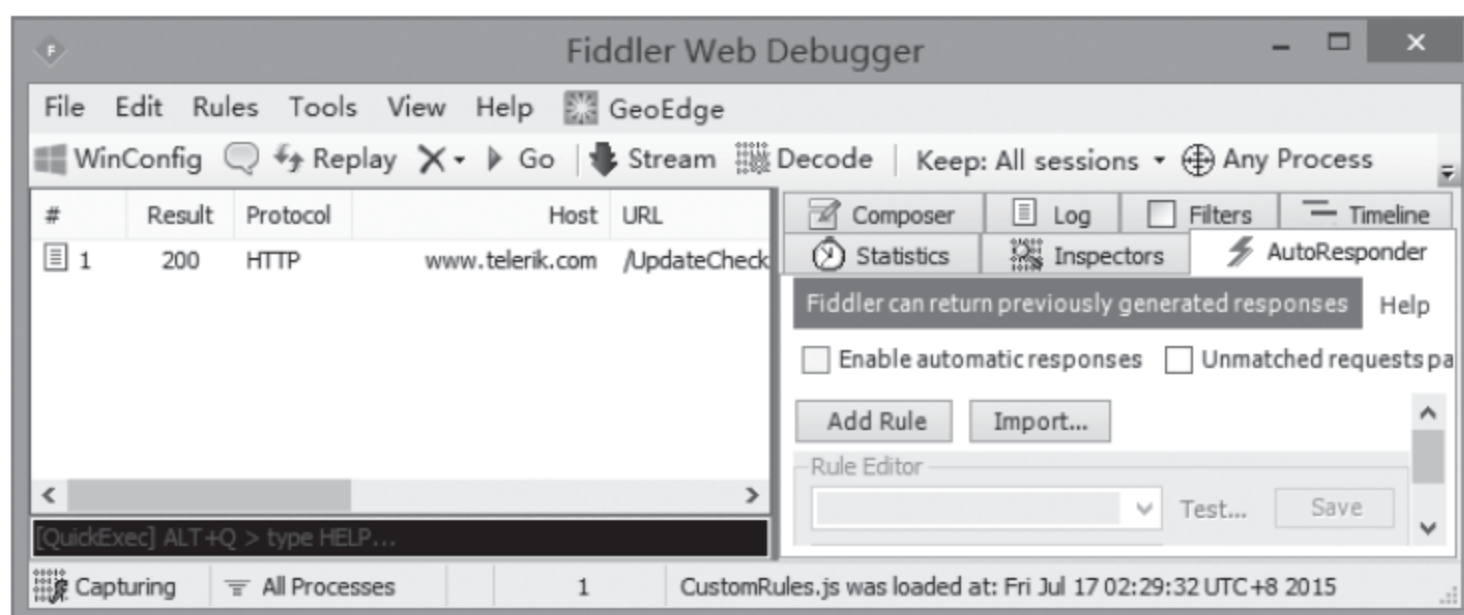 F
Fiddler Web Debugger
File Edit Rules Tools View Help GeoEdge
WinConfig Replay Go Stream Decode Keep: All sessions Any Process
# Result Protocol Host URL
1 200 HTTP www.telerik.com /UpdateCheck
Composer Log Filters Timeline
Statistics Inspectors AutoResponder
Fiddler can return previously generated responses Help
Enable automatic responses Unmatched requests pa
Add Rule Import...
Rule Editor
Test... Save
[QuickExec] ALT+Q > type HELP...
Capturing All Processes 1 CustomRules.js was loaded at: Fri Jul 17 02:29:32 UTC+8 2015